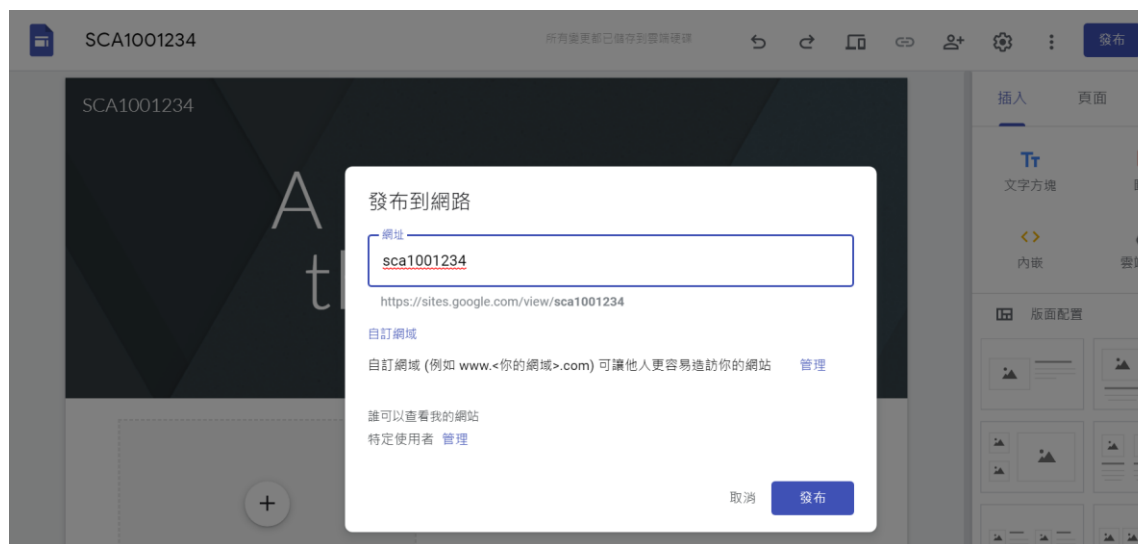 SCA1001234
所有變更都已儲存到雲端硬碟
發布
SCA1001234
插入
頁面
A
t
文字方塊
內嵌
版面配置
發布到網路
網址
sca1001234
https://sites.google.com/view/sca1001234
自訂網域
自訂網域 (例如 www.<你的網域>.com) 可讓他人更容易造訪你的網站
管理
誰可以查看我的網站
特定使用者 管理
取消
發布